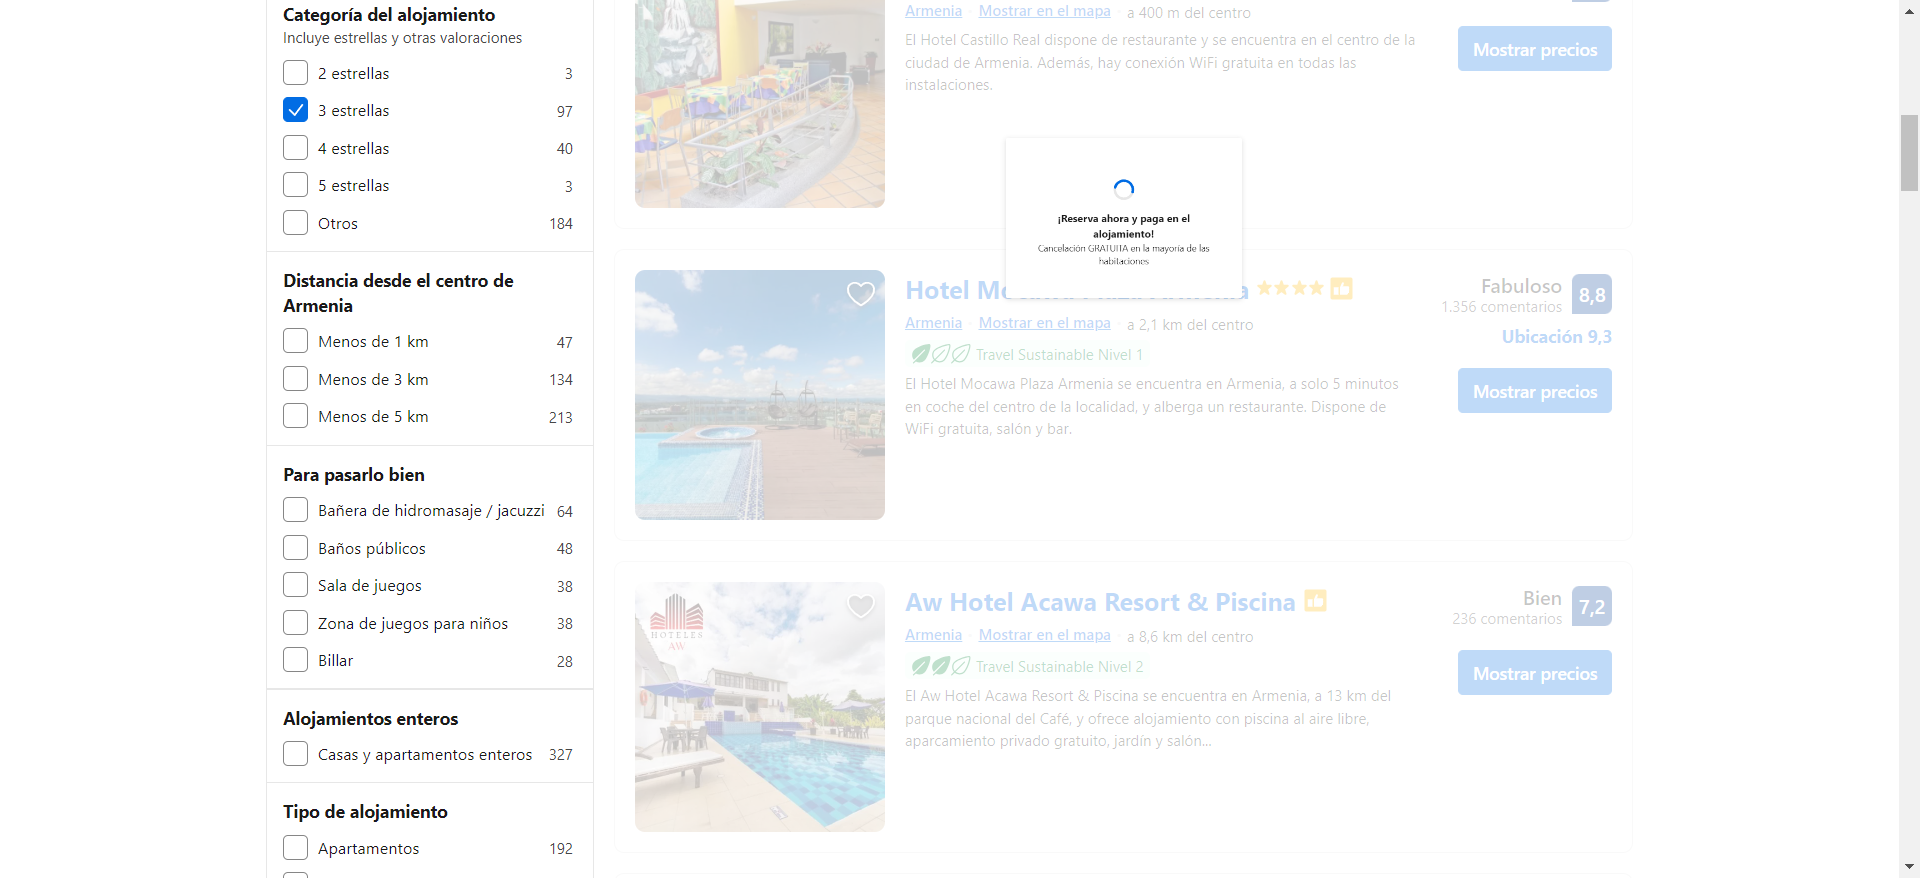 Categoría del alojamiento
Incluye estrellas y otras valoraciones
2 estrellas 3
3 estrellas 97
4 estrellas 40
5 estrellas 3
Otros 184
Distancia desde el centro de
Armenia
Menos de 1 km 47
Menos de 3 km 134
Menos de 5 km 213
Para pasarlo bien
Bañera de hidromasaje / jacuzzi 64
Baños públicos 48
Sala de juegos 38
Zona de juegos para niños 38
Billar 28
Alojamientos enteros
Casas y apartamentos enteros 327
Tipo de alojamiento
Apartamentos 192
Armenia Mostrar en el mapa a 400 m del centro
El Hotel Castillo Real dispone de restaurante y se encuentra en el centro de la
ciudad de Armenia. Además, hay conexión WiFi gratuita en todas las
instalaciones.
Mostrar precios
¡Reserva ahora y paga en el
alojamiento!
Cancelación GRATUITA en la mayoría de las
habitaciones
Hotel Mocawa Plaza Armenia
Armenia Mostrar en el mapa a 2,1 km del centro
Travel Sustainable Nivel 1
El Hotel Mocawa Plaza Armenia se encuentra en Armenia, a solo 5 minutos
en coche del centro de la localidad, y alberga un restaurante. Dispone de
WiFi gratuita, salón y bar.
Fabuloso 8,8
1.356 comentarios
Ubicación 9,3
Mostrar precios
HOTELES
AW
Aw Hotel Acawa Resort & Piscina
Armenia Mostrar en el mapa a 8,6 km del centro
Travel Sustainable Nivel 2
El Aw Hotel Acawa Resort & Piscina se encuentra en Armenia, a 13 km del
parque nacional del Café, y ofrece alojamiento con piscina al aire libre,
aparcamiento privado gratuito, jardín y salón...
Bien 7,2
236 comentarios
Mostrar precios